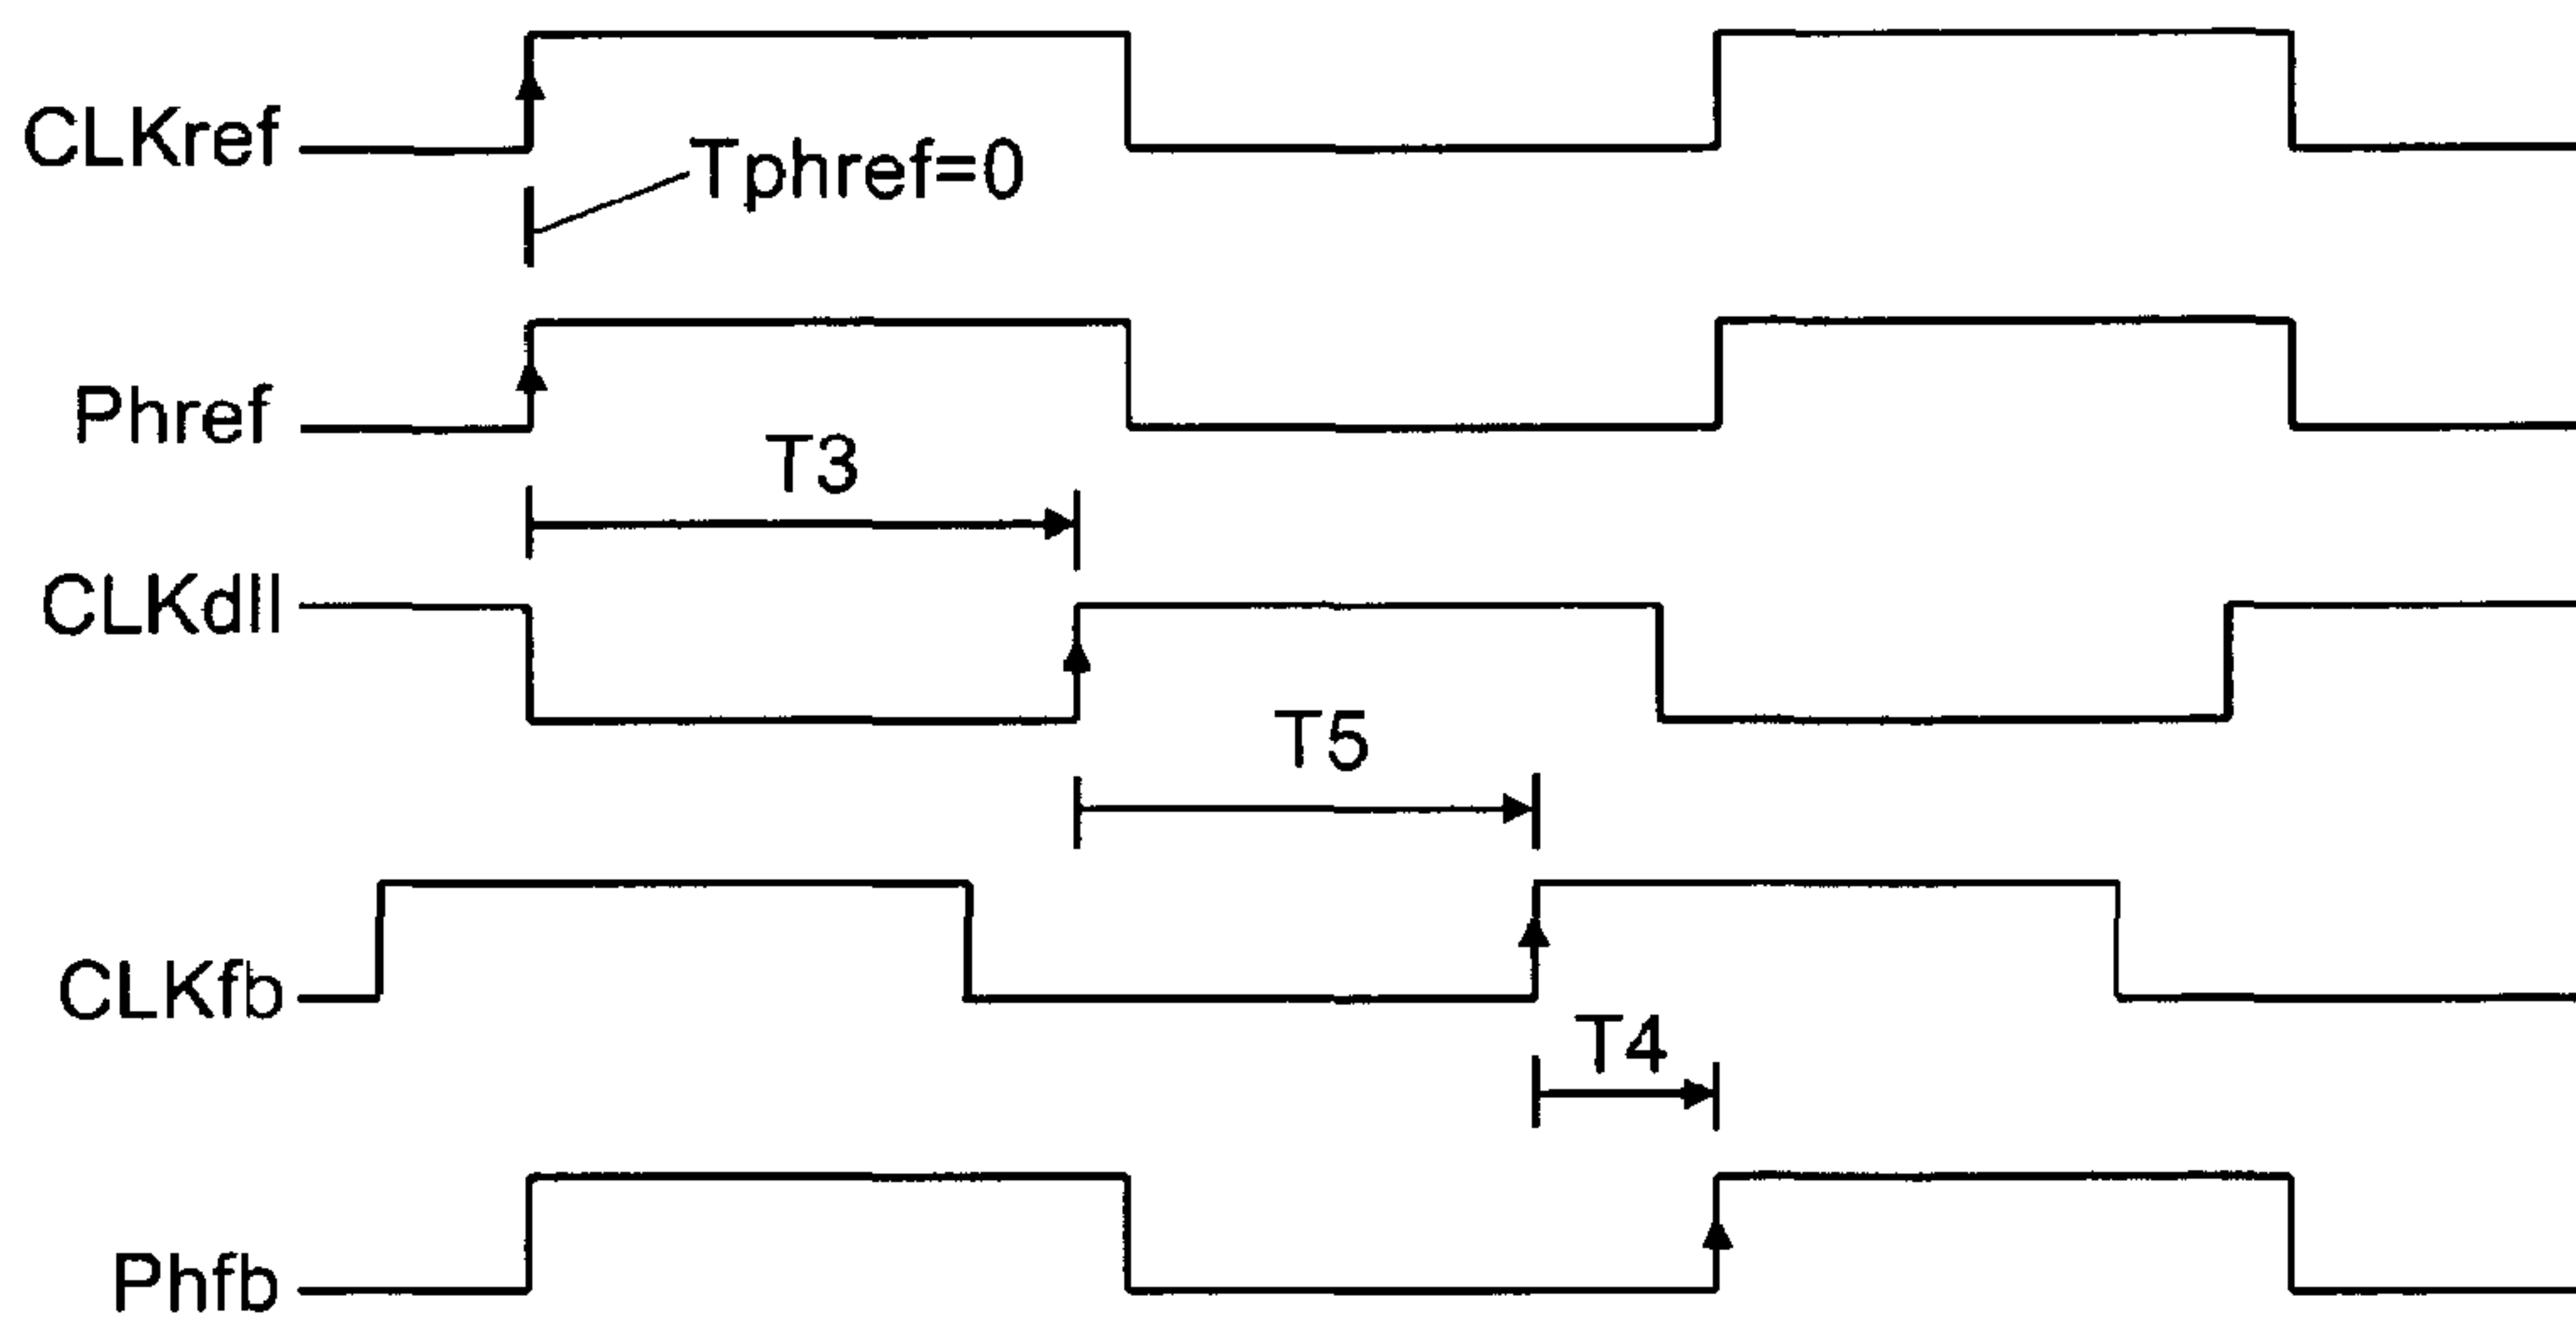 CLKref
Tphref=0
Phref
T3
CLKdll
T5
CLKfb
T4
Phfb